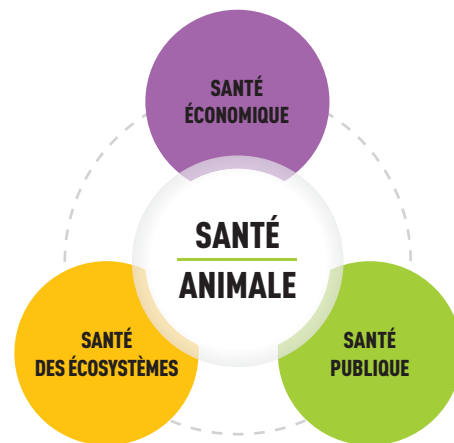 SANTÉ
ÉCONOMIQUE
SANTÉ
ANIMALE
SANTÉ
DES ÉCOSYSTÈMES
SANTÉ
PUBLIQUE